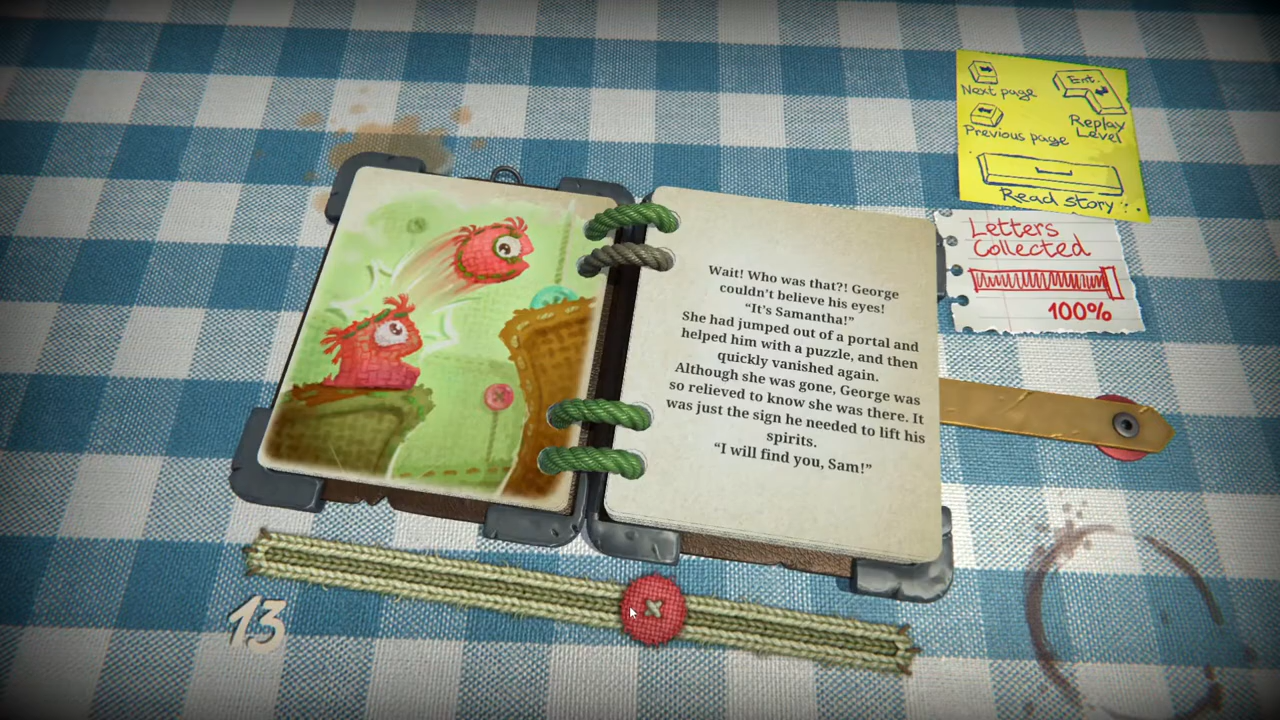 Next page
Ent.
Previous page
Replay
Level
Read story
Letters
Collected
100%
Wait! Who was that?! George
couldn't believe his eyes!
"It's Samantha!"
She had jumped out of a portal and
helped him with a puzzle, and then
quickly vanished again.
Although she was gone, George was
so relieved to know she was there. It
was just the sign he needed to lift his
spirits.
"I will find you, Sam!"
13